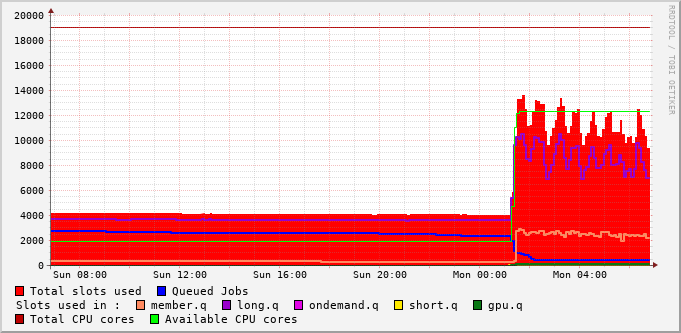 20000
18000
16000
14000
12000
10000
8000
6000
4000
2000
0
Sun 08:00 Sun 12:00 Sun 16:00 Sun 20:00 Mon 00:00 Mon 04:00
RRDTOOL / TOBI OETIKER
Total slots used Queued Jobs
Slots used in : member.q long.q ondemand.q short.q gpu.q
Total CPU cores Available CPU cores